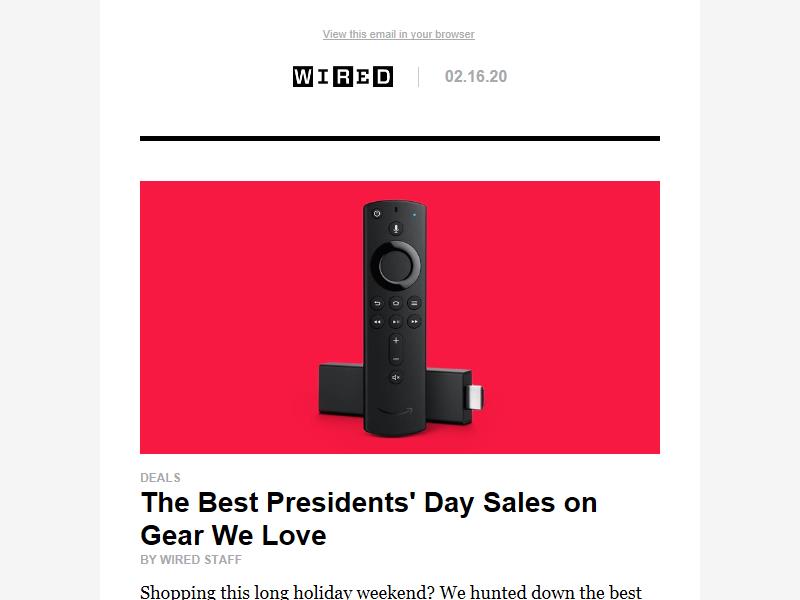 View this email in your browser
WIRED
02.16.20
DEALS
The Best Presidents' Day Sales on
Gear We Love
BY WIRED STAFF
Shopping this long holiday weekend? We hunted down the best